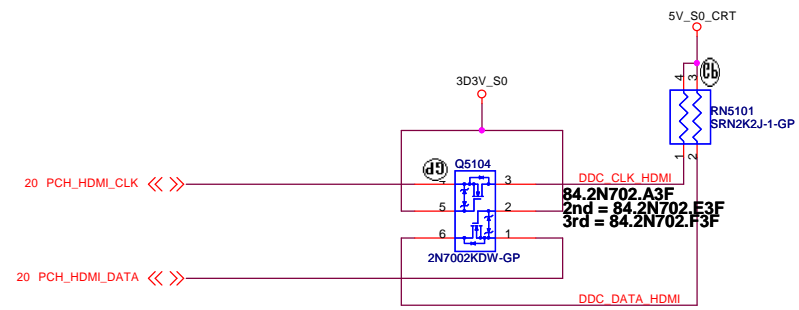 5V_S0_CRT
4
3
3D3V_S0
RN5101
SRN2K2J-1-GP
Q5104
20 PCH_HDMI_CLK
3
DDC_CLK_HDMI
1
2
84.2N702.A3F
5
2
2nd = 84.2N702.E3F
3rd = 84.2N702.F3F
6
1
2N7002KDW-GP
20 PCH_HDMI_DATA
DDC_DATA_HDMI